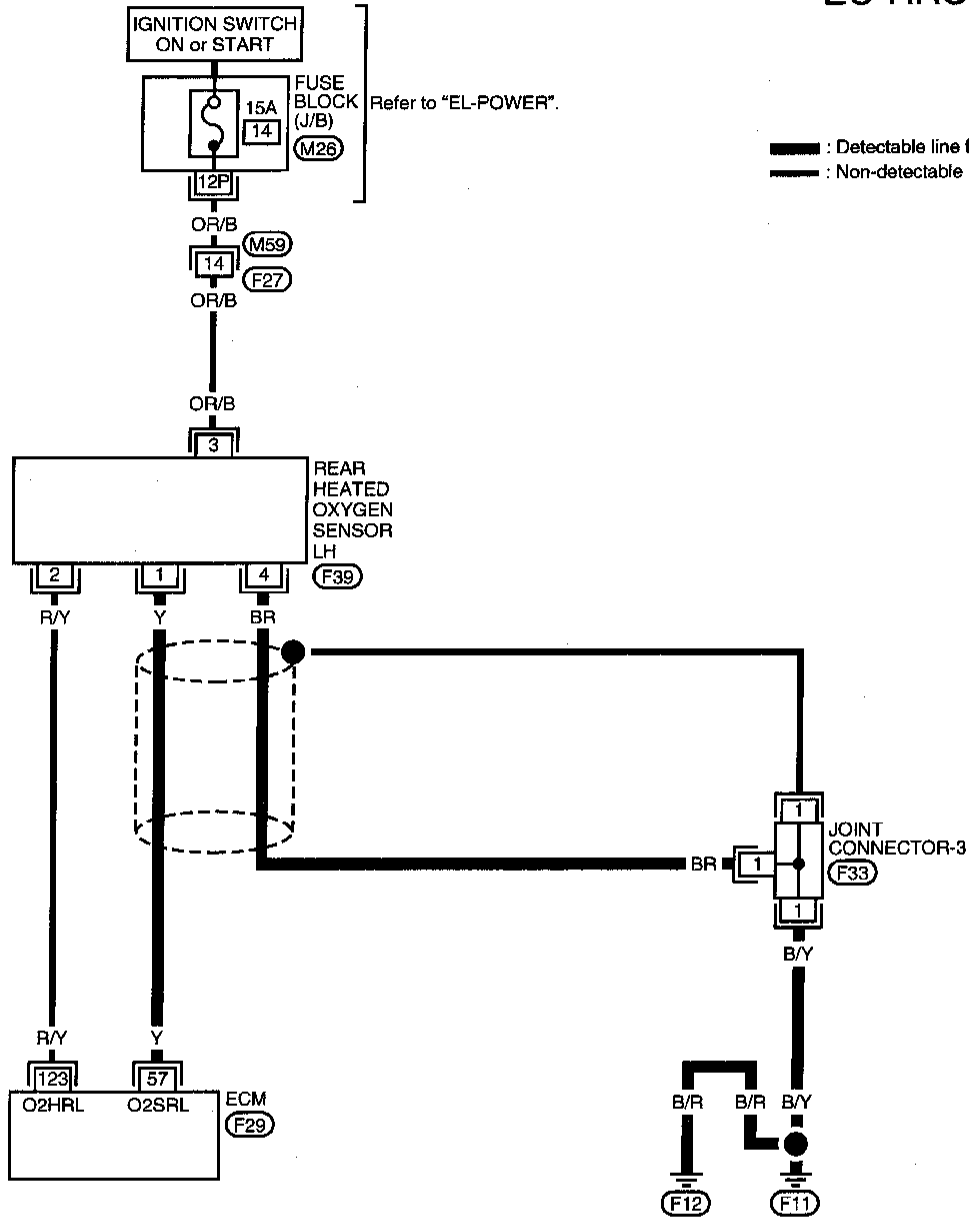 IGNITION SWITCH
ON or START
FUSE
BLOCK
(J/B)
M26
15A
14
Refer to "EL-POWER".
: Detectable line
: Non-detectable
12P
OR/B
M59
14
F27
OR/B
OR/B
3
REAR
HEATED
OXYGEN
SENSOR
LH
F39
2
1
4
R/Y
Y
BR
1
JOINT
CONNECTOR-3
F33
BR
1
1
B/Y
R/Y
Y
123
57
ECM
F29
O2HRL
O2SRL
B/R
B/R
B/Y
F12
F11